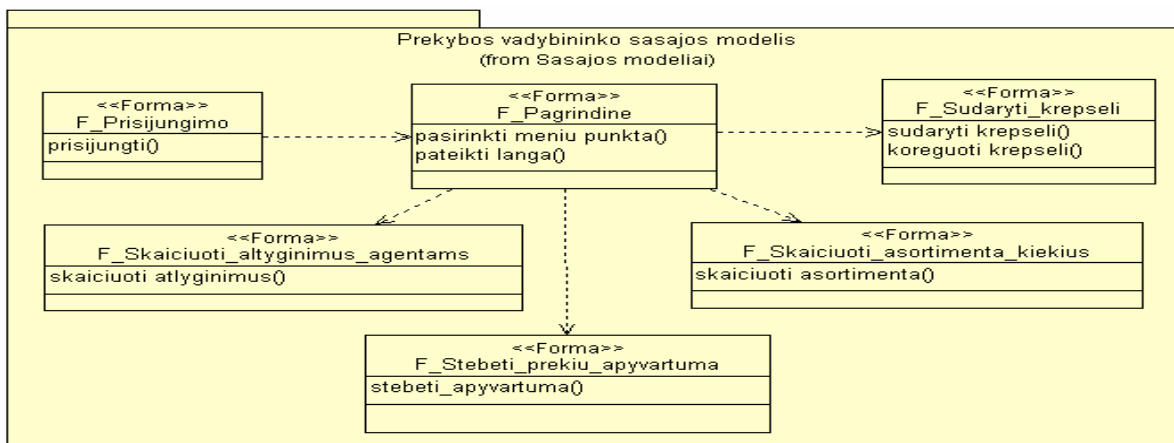 Prekybos vadybininko sasajos modelis
(from Sasajos modeliai)
<<Forma>>
F_Prisijungimo
prisijungti()
<<Forma>>
F_Pagrindine
pasirinkti meniu punkta()
pateikti langa()
<<Forma>>
F_Sudaryti_krepseli
sudaryti krepseli()
koreguoti krepseli()
<<Forma>>
F_Skaiciuoti_altyginimus_agentams
skaiciuoti atlyginimus()
<<Forma>>
F_Skaiciuoti_asortimenta_kiekius
skaiciuoti asortimenta()
<<Forma>>
F_Stebeti_prekiu_apyvartuma
stebeti_apyvartuma()